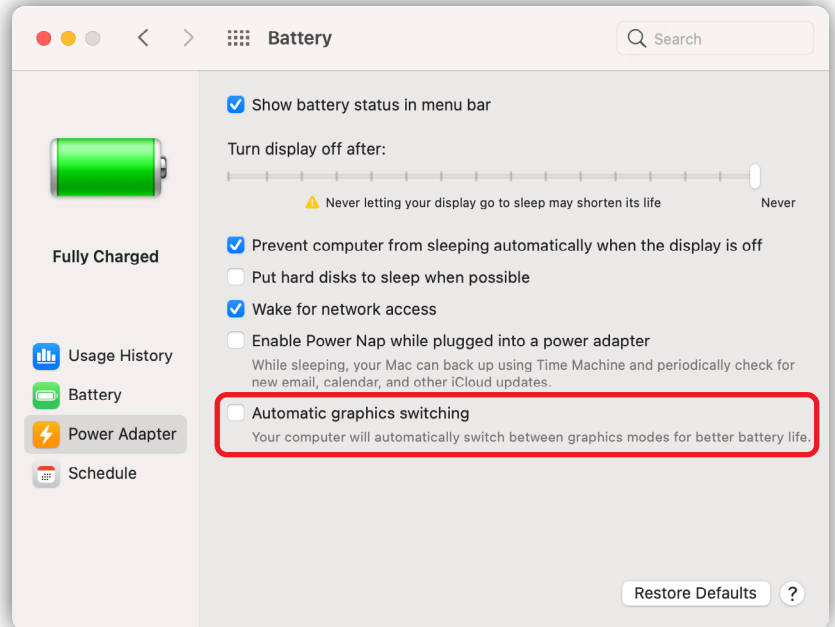 Battery
Search
Show battery status in menu bar
Turn display off after:
Never letting your display go to sleep may shorten its life
Never
Fully Charged
Prevent computer from sleeping automatically when the display is off
Put hard disks to sleep when possible
Wake for network access
Enable Power Nap while plugged into a power adapter
While sleeping, your Mac can back up using Time Machine and periodically check for
new email, calendar, and other iCloud updates.
Automatic graphics switching
Your computer will automatically switch between graphics modes for better battery life.
Usage History
Battery
Power Adapter
Schedule
Restore Defaults
?